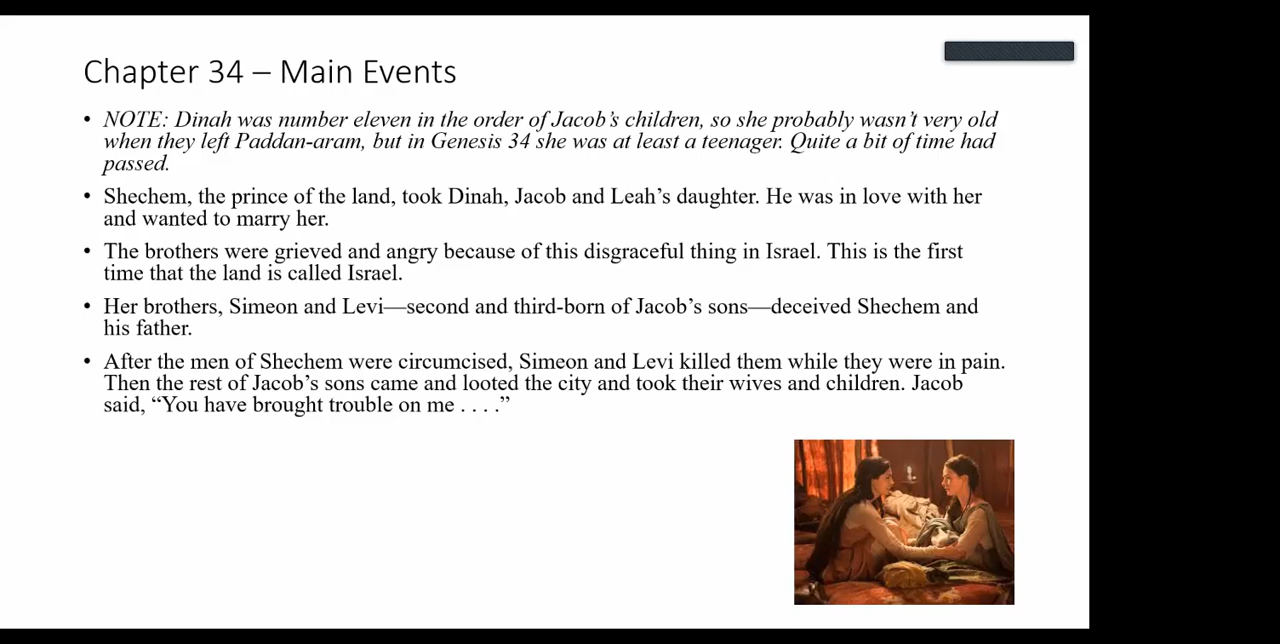 Chapter 34 – Main Events
• NOTE: Dinah was number eleven in the order of Jacob’s children, so she probably wasn’t very old
when they left Paddan-aram, but in Genesis 34 she was at least a teenager. Quite a bit of time had
passed.
• Shechem, the prince of the land, took Dinah, Jacob and Leah’s daughter. He was in love with her
and wanted to marry her.
• The brothers were grieved and angry because of this disgraceful thing in Israel. This is the first
time that the land is called Israel.
• Her brothers, Simeon and Levi—second and third-born of Jacob’s sons—deceived Shechem and
his father.
• After the men of Shechem were circumcised, Simeon and Levi killed them while they were in pain.
Then the rest of Jacob’s sons came and looted the city and took their wives and children. Jacob
said, “You have brought trouble on me . . . .”